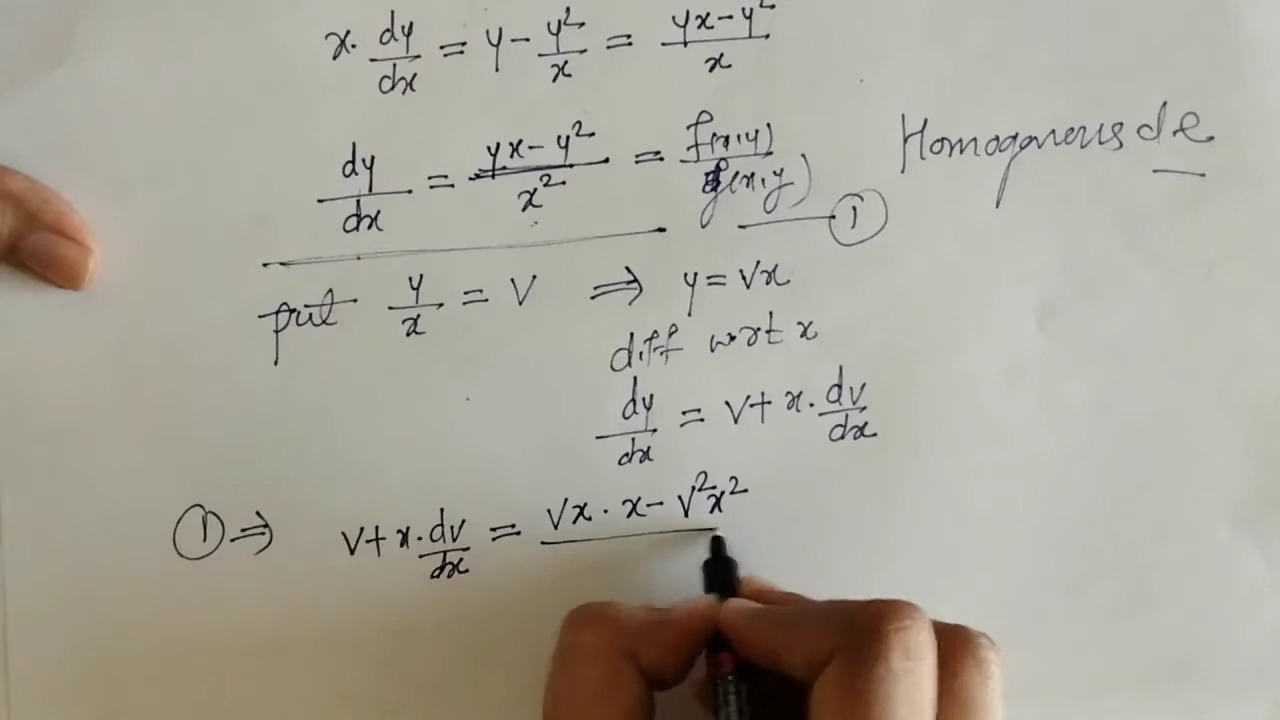 x. dy/dx = y - y²/x = yx-y²/x
dy/dx = yx-y²/x² = f(x,y)/g(x,y) ① Homogenerus de
put y/x = V ⇒ y = Vx
diff wrt x
dy/dx = V + x. dv/dx
① ⇒ V + x. dv/dx = Vx . x - V²x²